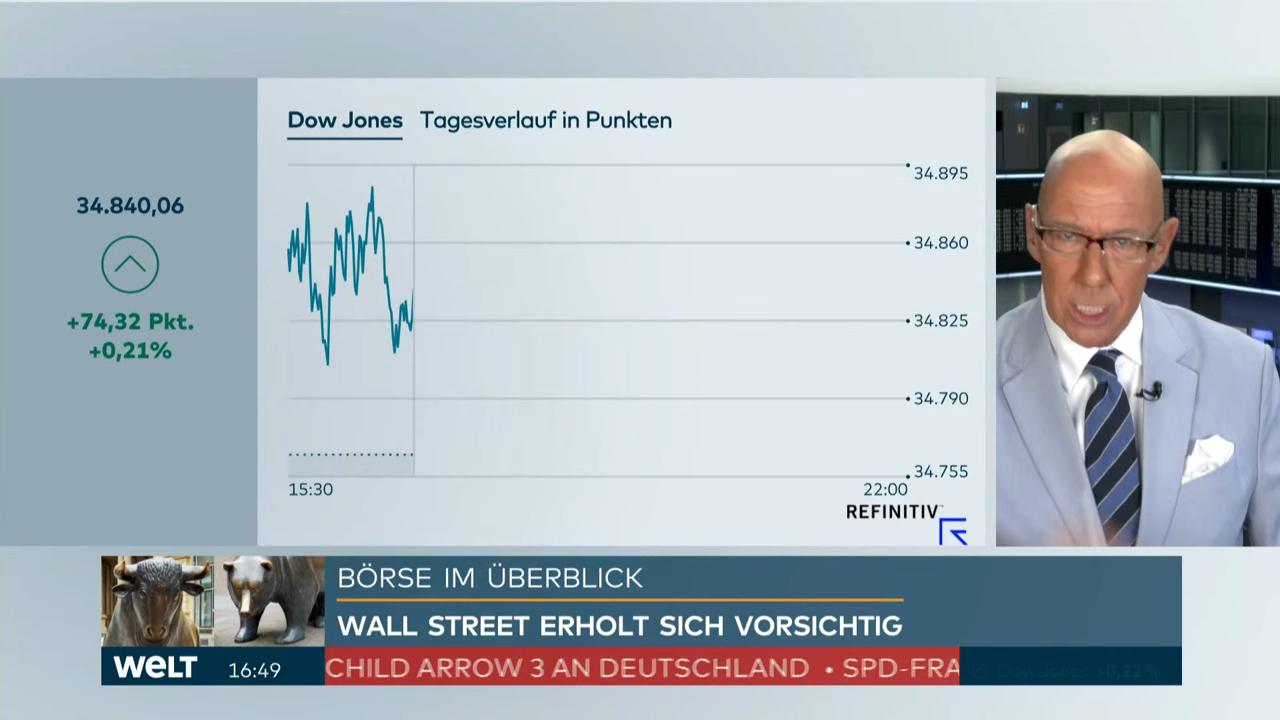 Dow Jones Tagesverlauf in Punkten
34.840,06
+74,32 Pkt.
+0,21%
34.895
34.860
34.825
34.790
34.755
15:30
22:00
REFINITIV
BÖRSE IM ÜBERBLICK
WALL STREET ERHOLT SICH VORSICHTIG
welt 16:49 CHILD ARROW 3 AN DEUTSCHLAND • SPD-FRA Dow Jones +0,22%